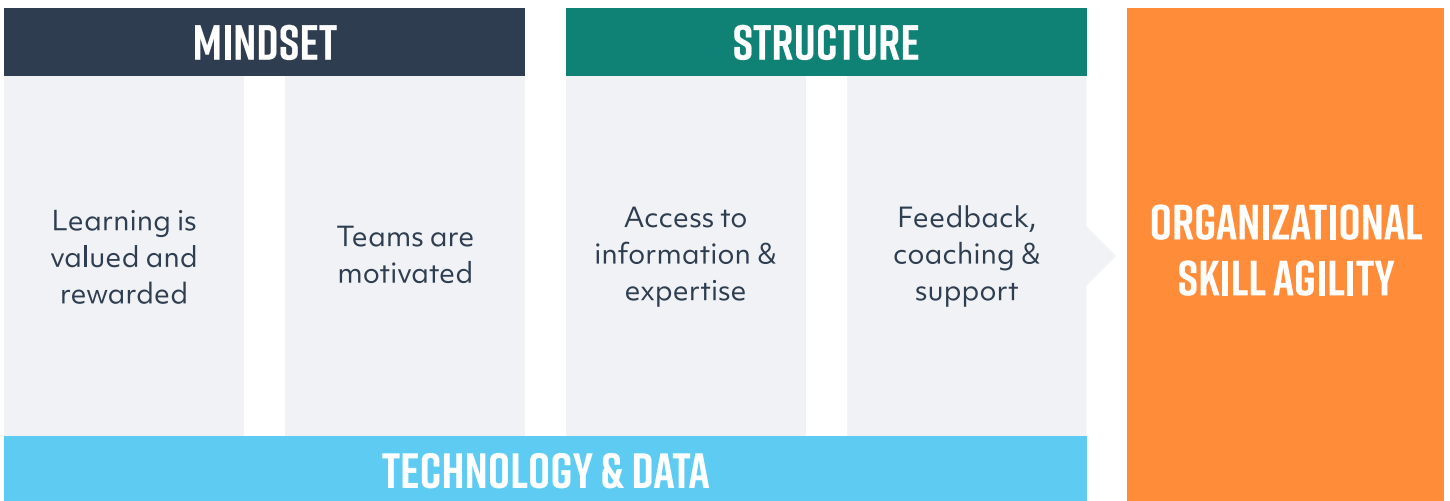 MINDSET
Learning is
valued and
rewarded
Teams are
motivated
STRUCTURE
Access to
information &
expertise
Feedback,
coaching &
support
TECHNOLOGY & DATA
ORGANIZATIONAL
SKILL AGILITY